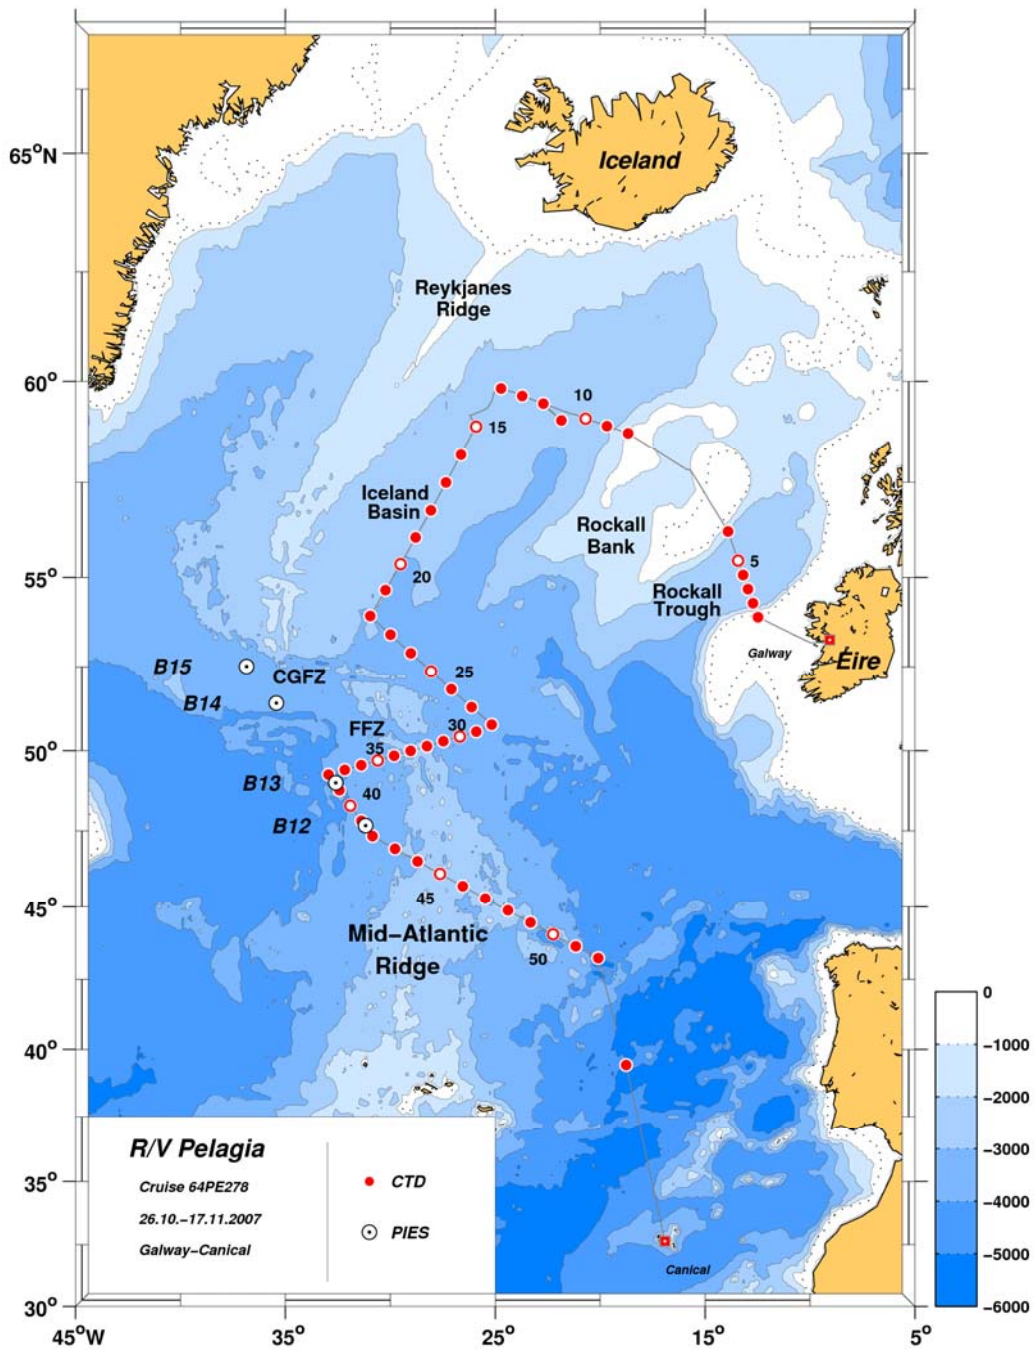 65°N
Iceland
Reykjanes
Ridge
60°
10
15
Iceland
Basin
Rockall
Bank
5
20
55°
Rockall
Trough
Galway
Éire
B15
CGFZ
25
B14
FFZ
30
50°
35
B13
40
B12
45
45°
Mid-Atlantic
Ridge
50
40°
0
-1000
-2000
-3000
-4000
-5000
-6000
R/V Pelagia
Cruise 64PE278
26.10.-17.11.2007
Galway-Canical
CTD
PIES
35°
Canical
30°
45°W
35°
25°
15°
5°